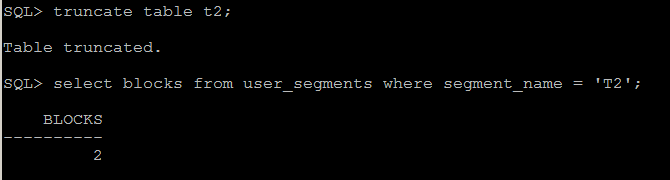 SQL> truncate table t2;
Table truncated.
SQL> select blocks from user_segments where segment_name = 'T2';
BLOCKS
----------
2